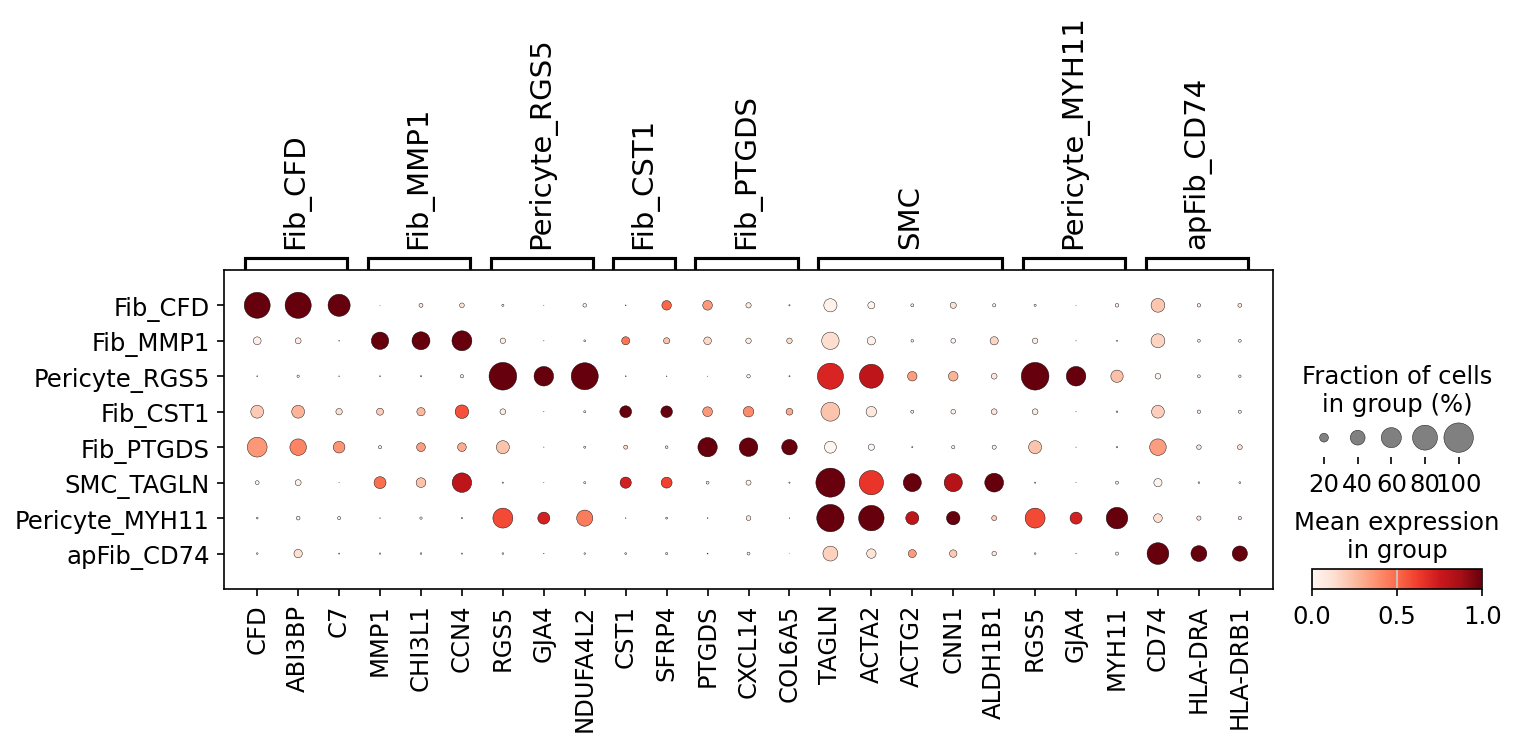 Fib_CFD
Fib_MMP1
Pericyte_RGS5
Fib_CST1
Fib_PTGDS
SMC
Pericyte_MYH11
apFib_CD74
Fib_CFD
Fib_MMP1
Pericyte_RGS5
Fib_CST1
Fib_PTGDS
SMC_TAGLN
Pericyte_MYH11
apFib_CD74
CFD
ABI3BP
C7
MMP1
CHI3L1
CCN4
RGS5
GJA4
NDUFA4L2
CST1
SFRP4
PTGDS
CXCL14
COL6A5
TAGLN
ACTA2
ACTG2
CNN1
ALDH1B1
RGS5
GJA4
MYH11
CD74
HLA-DRA
HLA-DRB1
Fraction of cells
in group (%)
20 40 60 80 100
Mean expression
in group
0.0 0.5 1.0